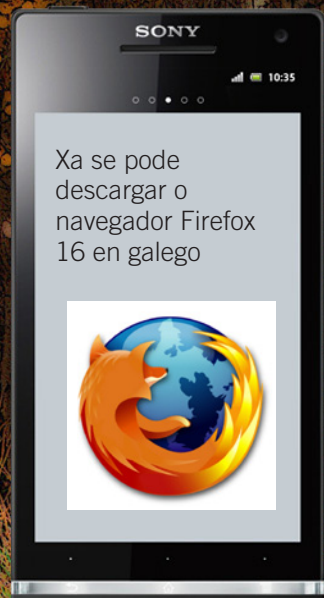 SONY
10:35
Xa se pode
descargar o
navegador Firefox
16 en galego